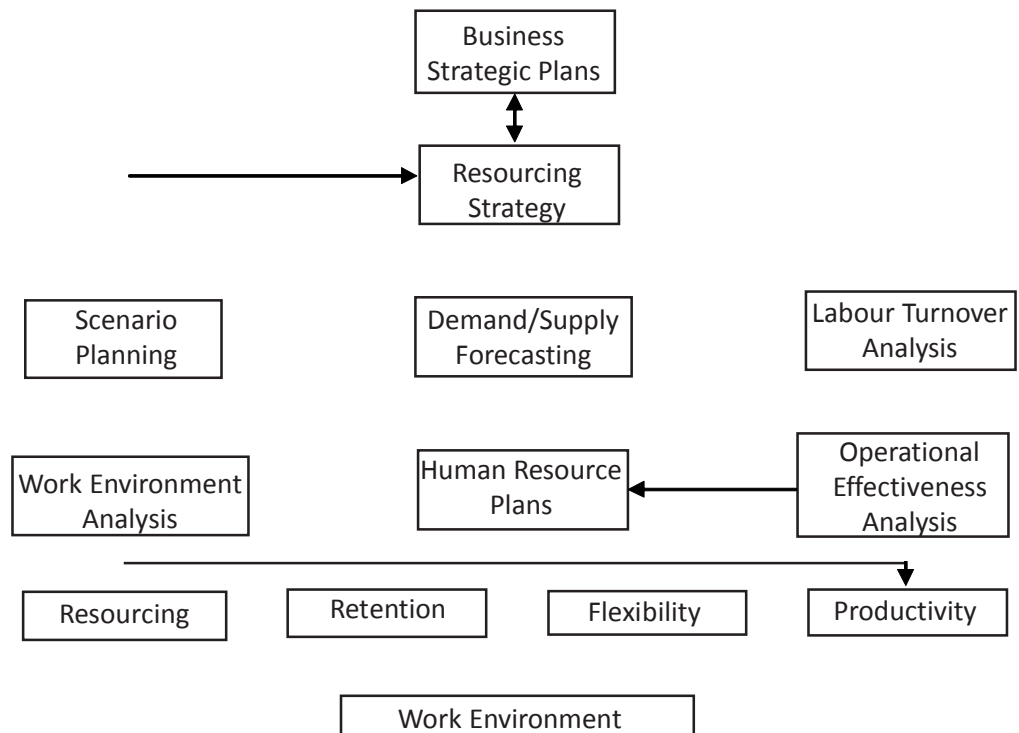 Business
Strategic Plans
Resourcing
Strategy
Scenario
Planning
Demand/Supply
Forecasting
Labour Turnover
Analysis
Work Environment
Analysis
Human Resource
Plans
Operational
Effectiveness
Analysis
Resourcing
Retention
Flexibility
Productivity
Work Environment